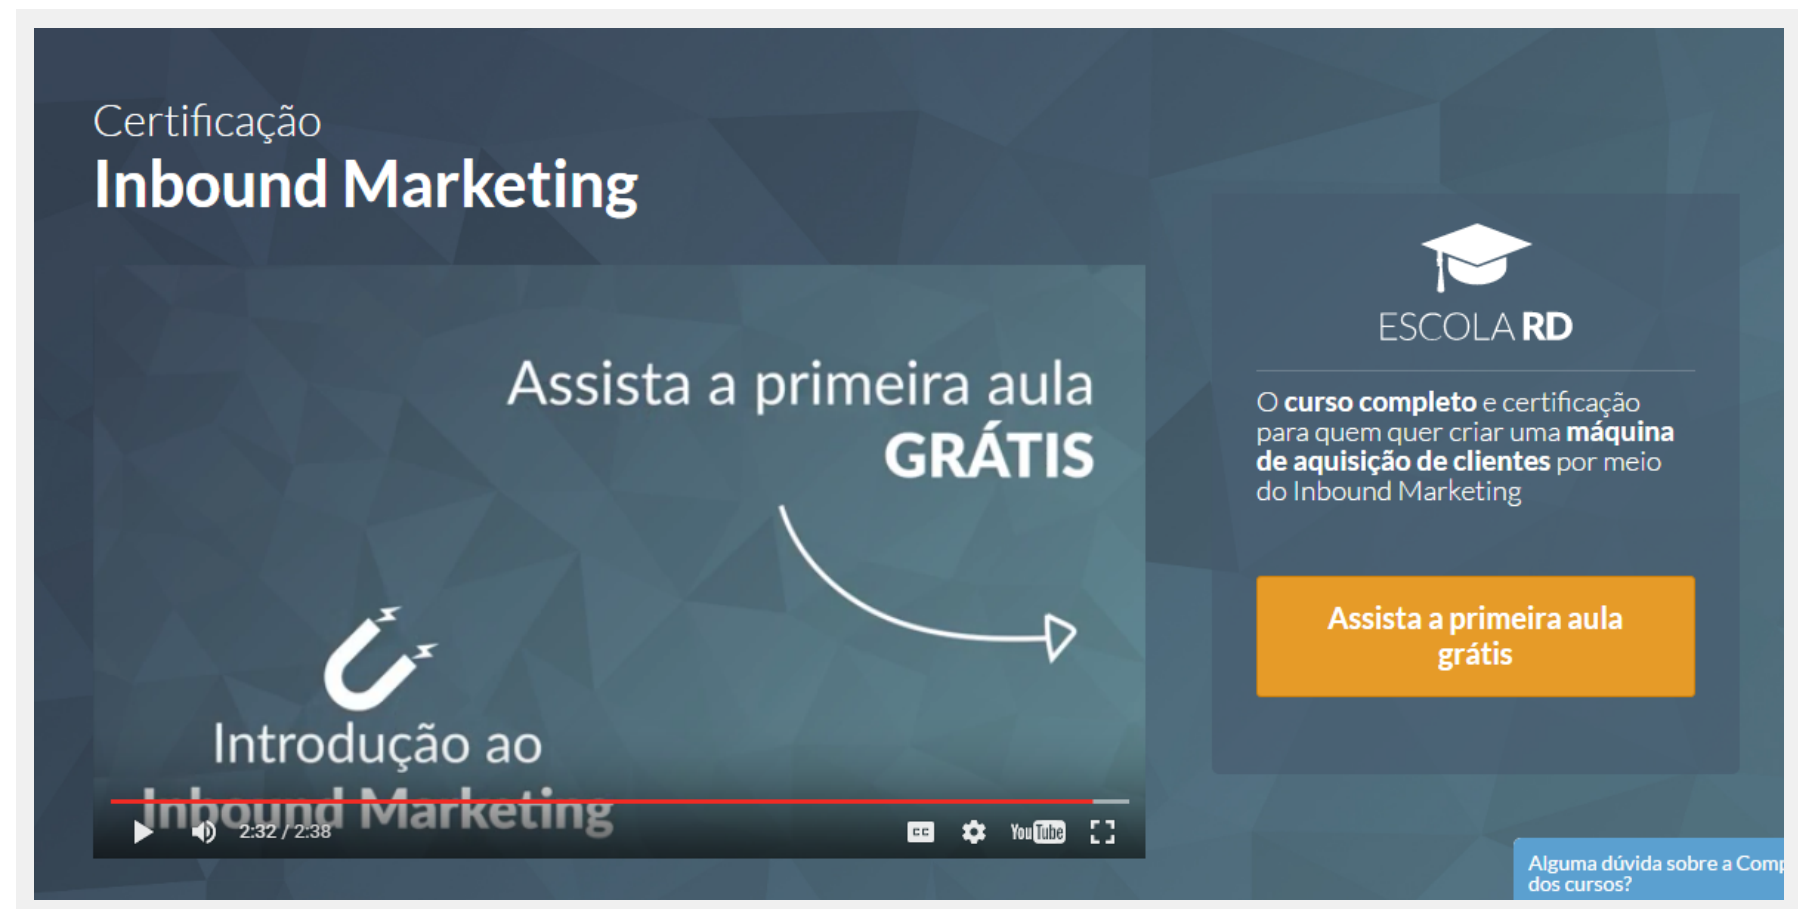 Certificação
Inbound Marketing
Assista a primeira aula
GRÁTIS
Introdução ao
Inbound Marketing
2:32 / 2:38
CC
YouTube
ESCOLA RD
O curso completo e certificação
para quem quer criar uma máquina
de aquisição de clientes por meio
do Inbound Marketing
Assista a primeira aula
grátis
Alguma dúvida sobre a
dos cursos?